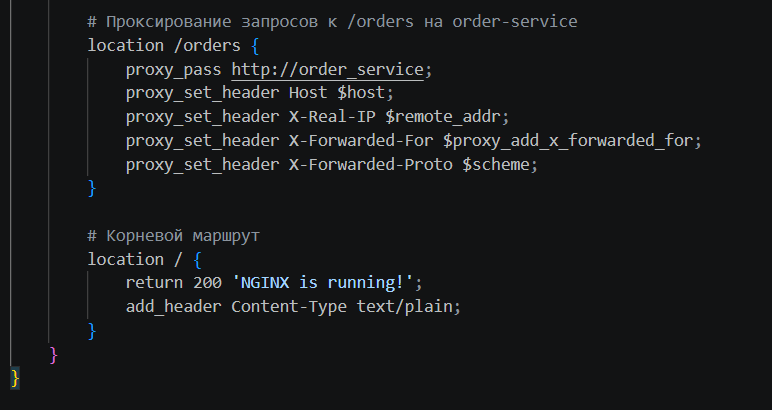 # Проксирование запросов к /orders на order-service
location /orders {
proxy_pass http://order_service;
proxy_set_header Host $host;
proxy_set_header X-Real-IP $remote_addr;
proxy_set_header X-Forwarded-For $proxy_add_x_forwarded_for;
proxy_set_header X-Forwarded-Proto $scheme;
}
# Корневой маршрут
location / {
return 200 'NGINX is running!';
add_header Content-Type text/plain;
}
}
}